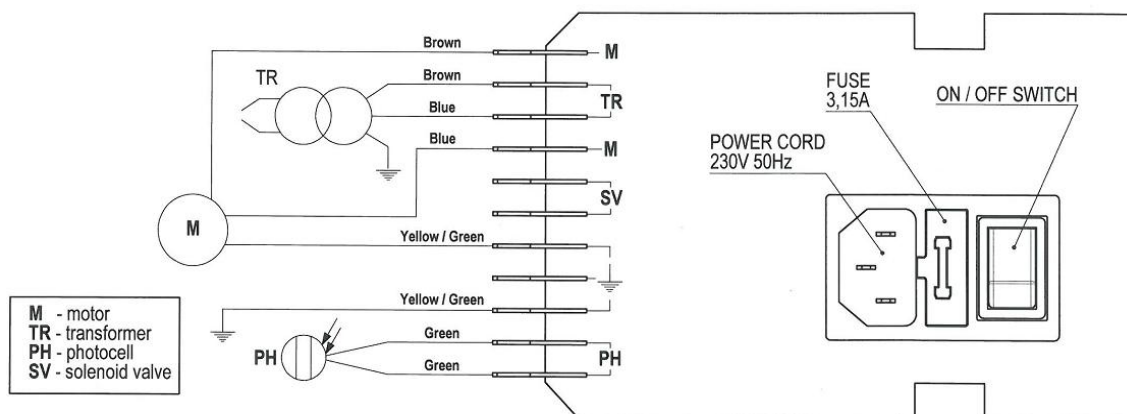 Brown
M
TR
Brown
TR
Blue
Blue
M
SV
M
Yellow / Green
Yellow / Green
Green
PH
PH
Green
M - motor
TR - transformer
PH - photocell
SV - solenoid valve
FUSE
3,15A
ON / OFF SWITCH
POWER CORD
230V 50Hz